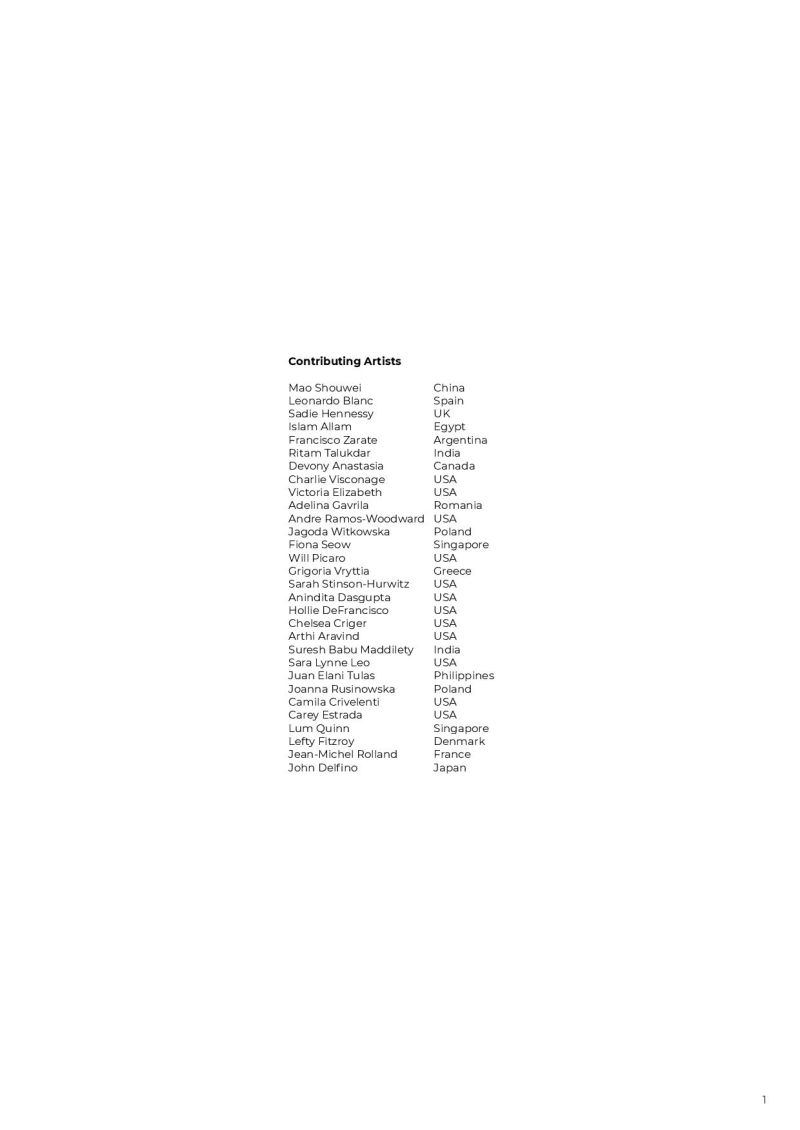 Contributing Artists
Mao Shouwei China
Leonardo Blanc Spain
Sadie Hennessy UK
Islam Allam Egypt
Francisco Zarate Argentina
Ritam Talukdar India
Devony Anastasia Canada
Charlie Visconage USA
Victoria Elizabeth USA
Adelina Gavrila Romania
Andre Ramos-Woodward USA
Jagoda Witkowska Poland
Fiona Seow Singapore
Will Picaro USA
Grigoria Vryttia Greece
Sarah Stinson-Hurwitz USA
Anindita Dasgupta USA
Hollie DeFrancisco USA
Chelsea Criger USA
Arthi Aravind USA
Suresh Babu Maddilety India
Sara Lynne Leo USA
Juan Elani Tulas Philippines
Joanna Rusinowska Poland
Camila Crivelenti USA
Carey Estrada USA
Lum Quinn Singapore
Lefty Fitzroy Denmark
Jean-Michel Rolland France
John Delfino Japan
1